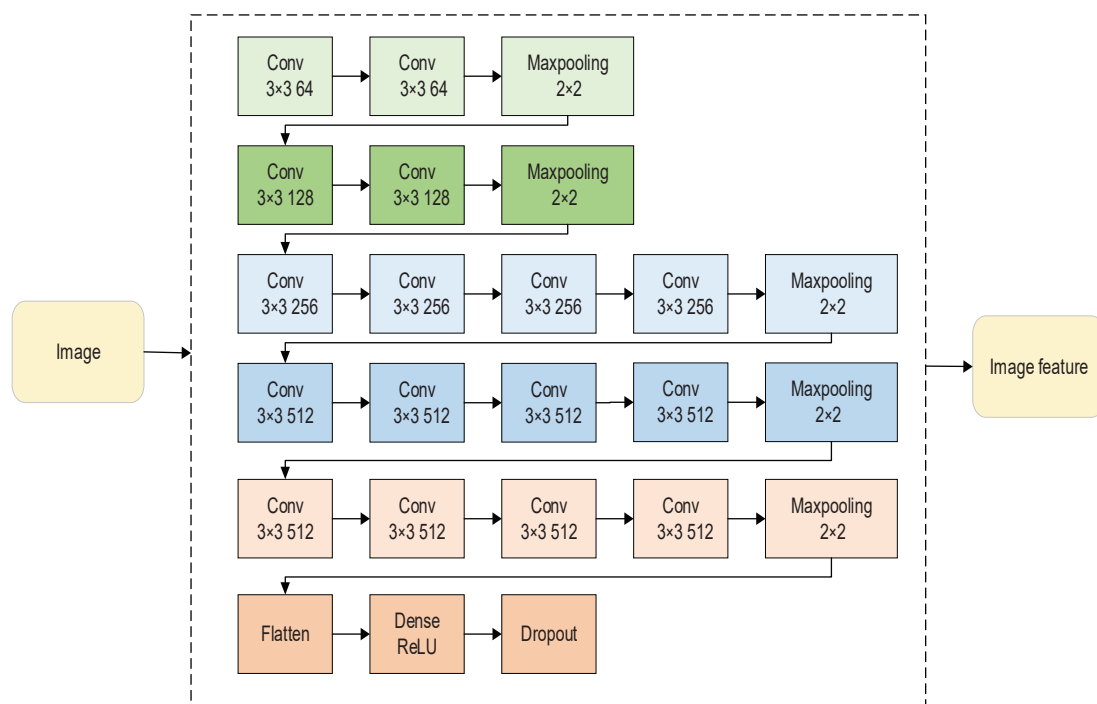 Conv
3×3 64
Conv
3×3 64
Maxpooling
2×2
Conv
3×3 128
Conv
3×3 128
Maxpooling
2×2
Conv
3×3 256
Conv
3×3 256
Conv
3×3 256
Conv
3×3 256
Maxpooling
2×2
Image
Conv
3×3 512
Conv
3×3 512
Conv
3×3 512
Conv
3×3 512
Maxpooling
2×2
Image feature
Conv
3×3 512
Conv
3×3 512
Conv
3×3 512
Conv
3×3 512
Maxpooling
2×2
Flatten
Dense
ReLU
Dropout